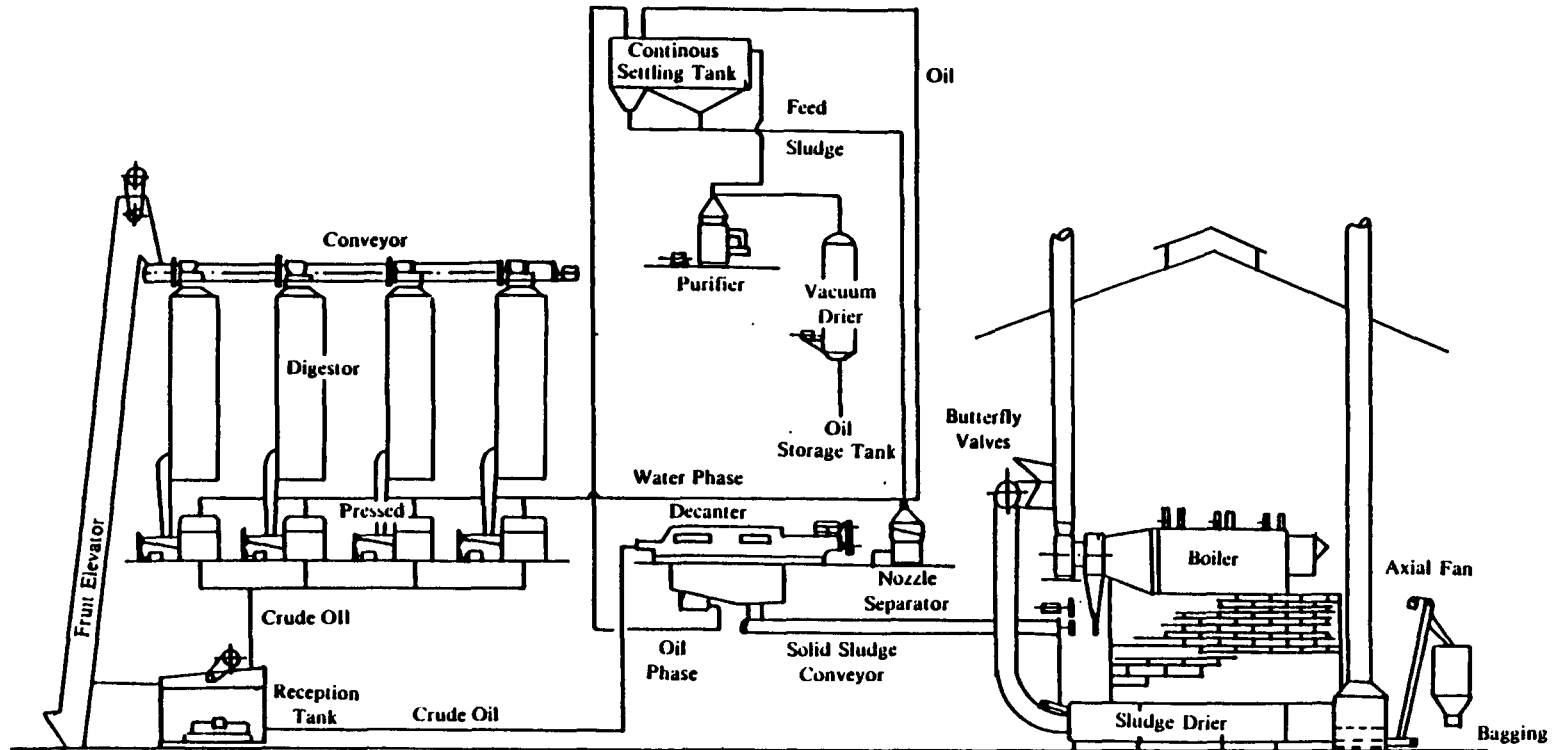 Continous
Settling Tank
Oil
Feed
Sludge
Conveyor
Purifier
Vacuum
Drier
Digestor
Oil
Storage Tank
Butterfly
Valves
Water Phase
Pressed
Decanter
Fruit Elevator
Boiler
Axial Fan
Nozzle
Separator
Crude Oil
Oil
Phase
Solid Sludge
Conveyor
Reception
Tank
Crude Oil
Sludge Drier
Bagging